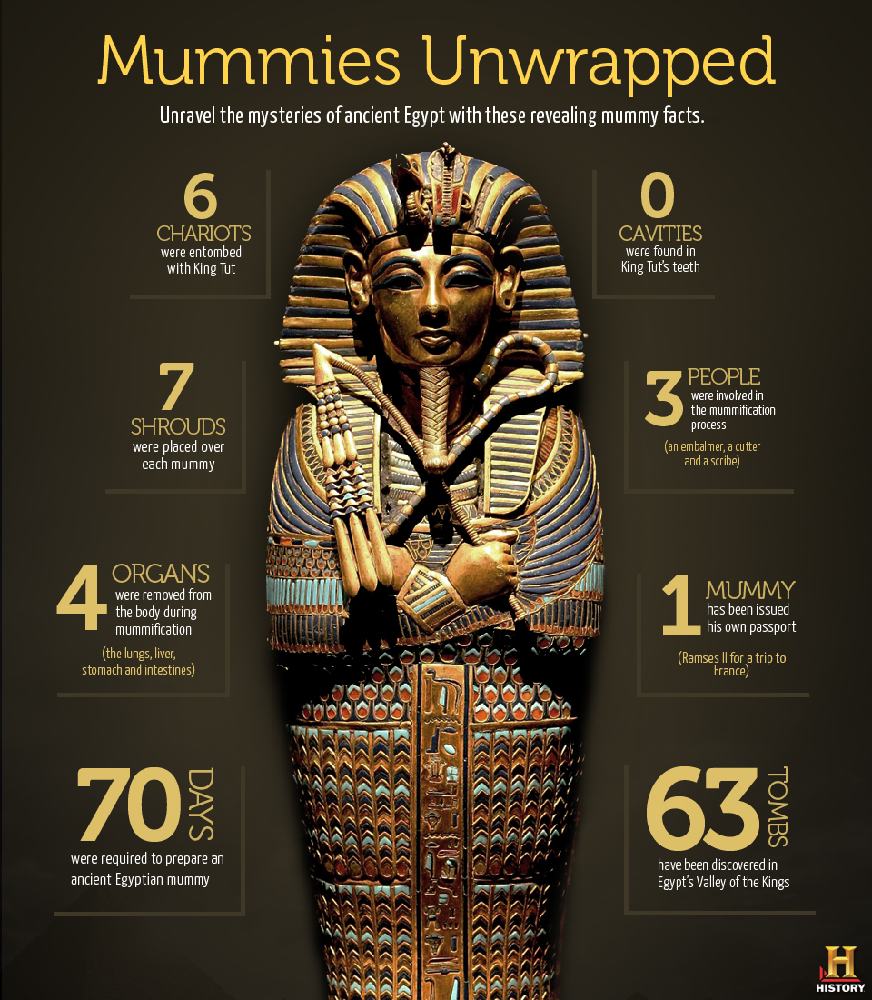 Mummies Unwrapped
Unravel the mysteries of ancient Egypt with these revealing mummy facts.
6
CHARIOTS
were entombed
with King Tut
0
CAVITIES
were found in
King Tut's teeth
7
SHROUDS
were placed over
each mummy
3 PEOPLE
were involved in
the mummification
process
(an embalmer, a cutter
and a scribe)
4 ORGANS
were removed from
the body during
mummification
(the lungs, liver,
stomach and intestines)
1 MUMMY
has been issued
his own passport
(Ramses II for a trip to
France)
70 DAYS
were required to prepare an
ancient Egyptian mummy
63 TOMBS
have been discovered in
Egypt's Valley of the Kings
H
HISTORY